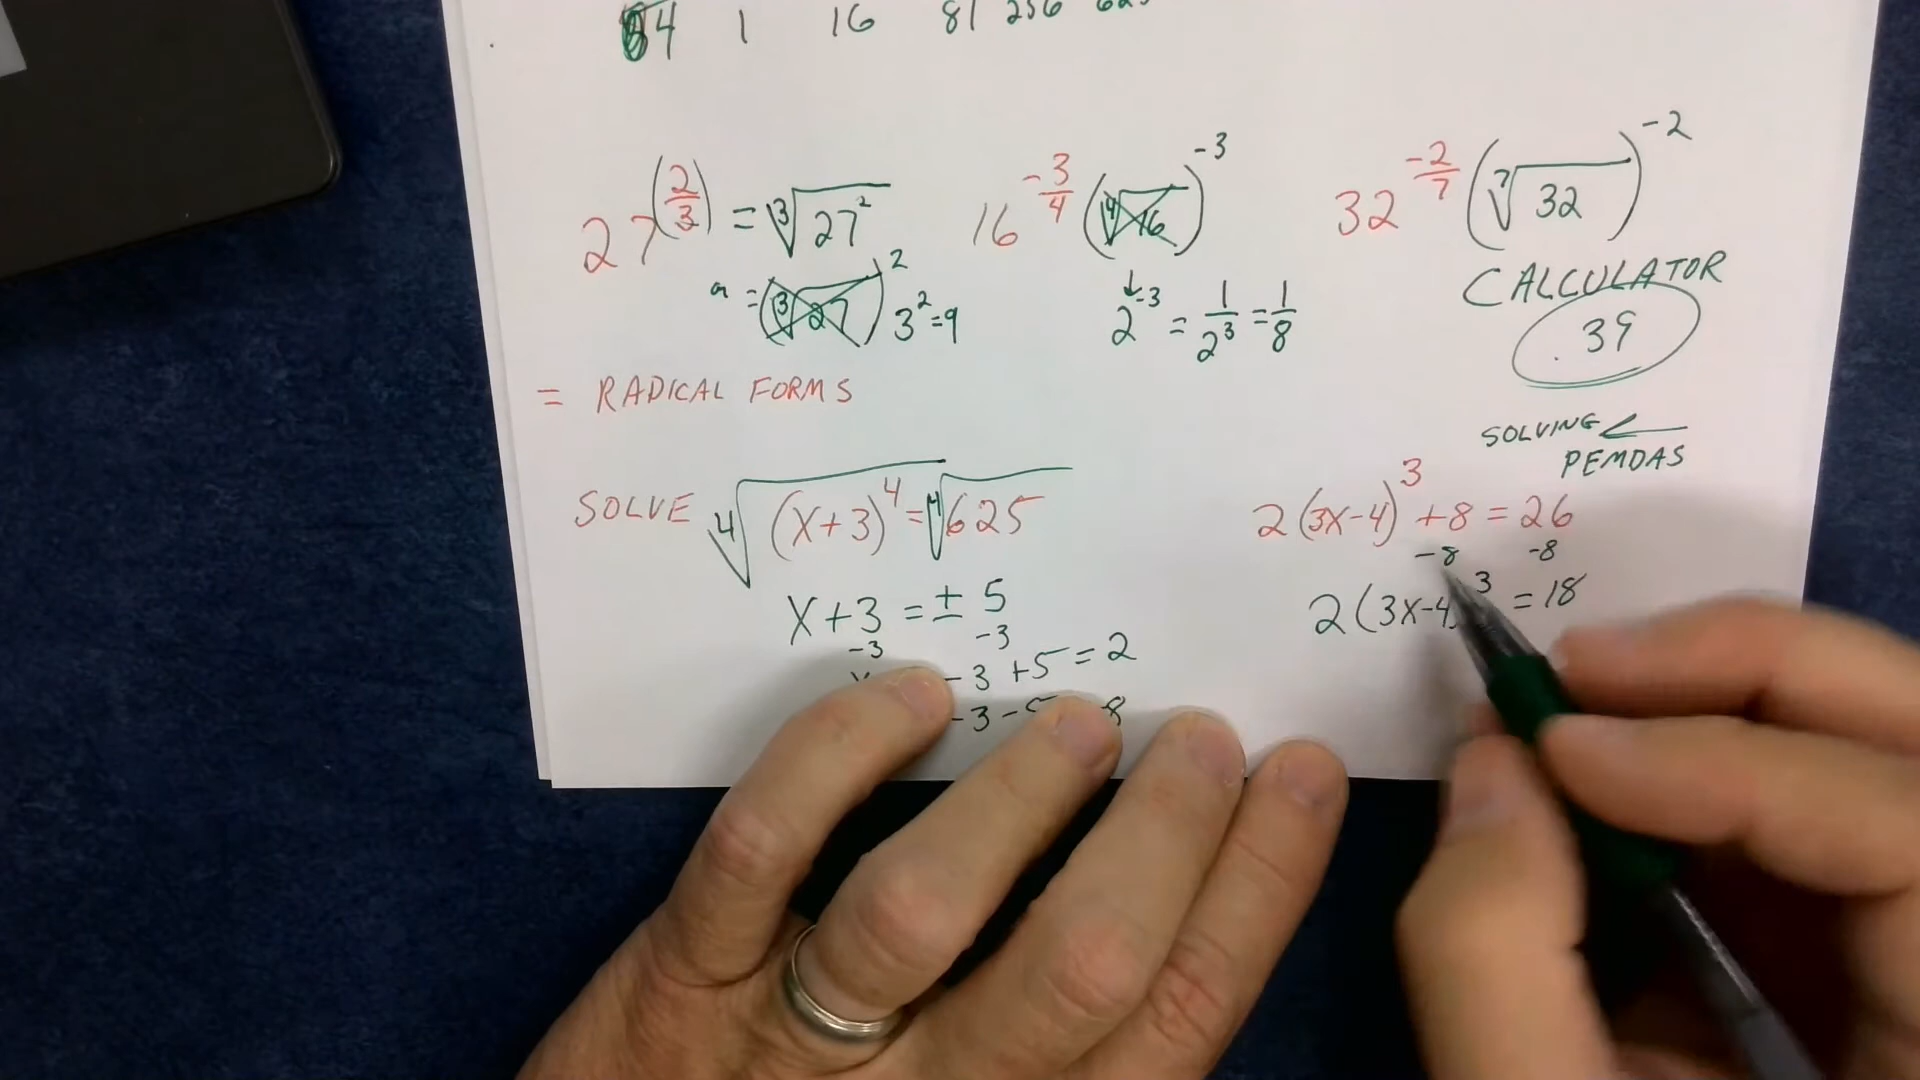 4 1 16 81 256 625
27^(2/3) = ∛27²
= (∛27)² 3² = 9
16^-3/4 (∜16)^-3
2^-3 = 1/2³ = 1/8
32^-2/7 (⁷√32)^-2
CALCULATOR
.39
= RADICAL FORMS
SOLVING
PEMDAS
SOLVE ∜(X+3)⁴ = ∜625
X+3 = ± 5
-3 -3
-3 +5 = 2
-3 - 8
2(3X-4)³ +8 = 26
-8 -8
2(3X-4)³ = 18